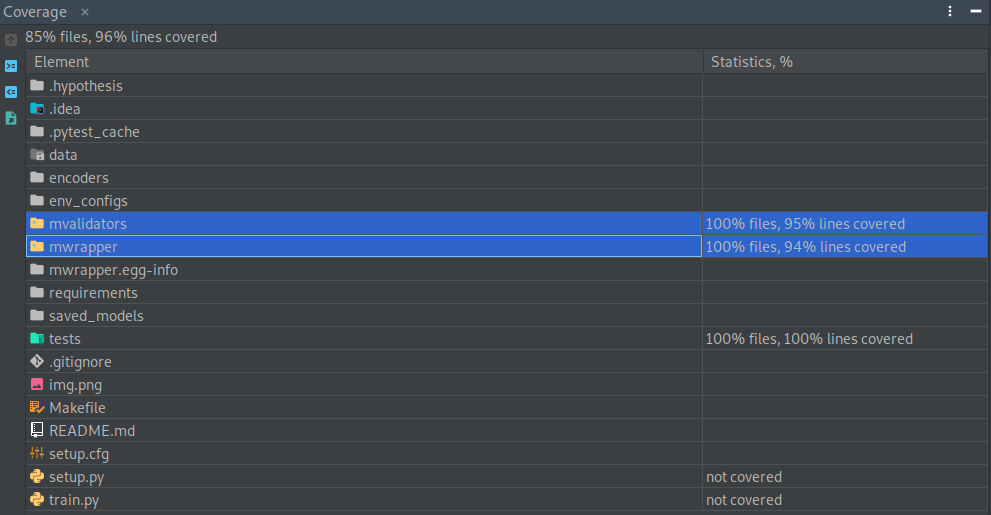 Coverage
85% files, 96% lines covered
Element Statistics, %
.hypothesis
.idea
.pytest_cache
data
encoders
env_configs
mvalidators 100% files, 95% lines covered
mwrapper 100% files, 94% lines covered
mwrapper.egg-info
requirements
saved_models
tests 100% files, 100% lines covered
.gitignore
img.png
Makefile
README.md
setup.cfg
setup.py not covered
train.py not covered